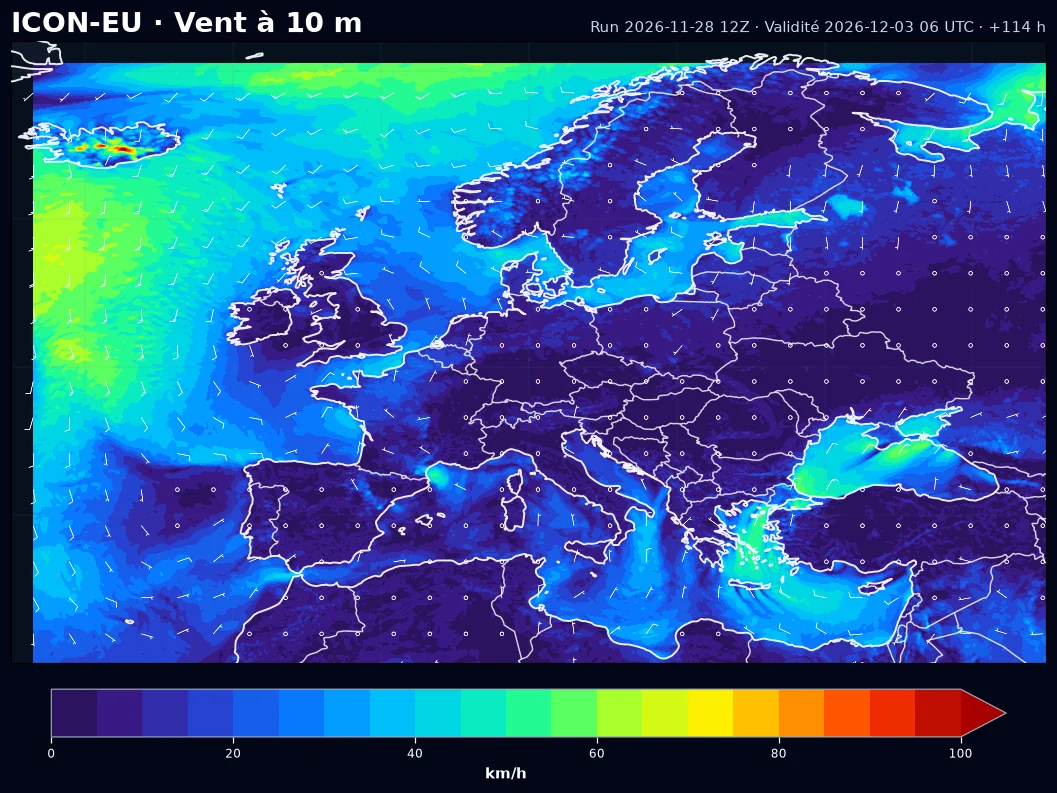 ICON-EU · Vent à 10 m
Run 2026-11-28 12Z · Validité 2026-12-03 06 UTC · +114 h
0 20 40 60 80 100
km/h